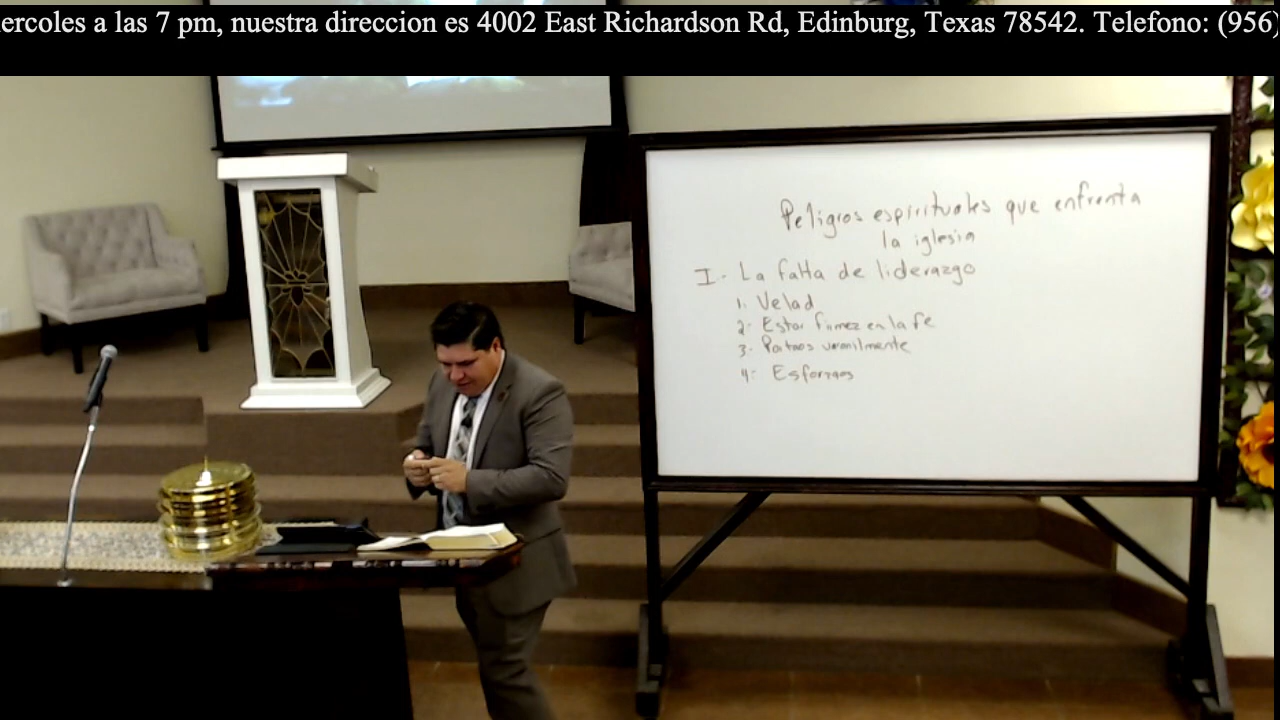 ercoles a las 7 pm, nuestra direccion es 4002 East Richardson Rd, Edinburg, Texas 78542. Telefono: (956)
Peligros espirituales que enfrenta
la iglesia
I- La falta de liderazgo
1. Velad
2- Estar firmez en la fe
3- Portaos varonilmente
4- Esforzaos